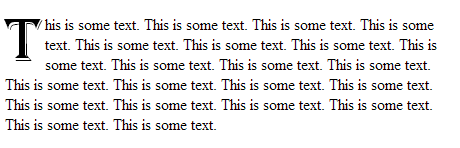 This is some text. This is some text. This is some text. This is some
text. This is some text. This is some text. This is some text. This is
some text. This is some text. This is some text. This is some text.
This is some text. This is some text. This is some text. This is some text.
This is some text. This is some text. This is some text. This is some text.
This is some text. This is some text.